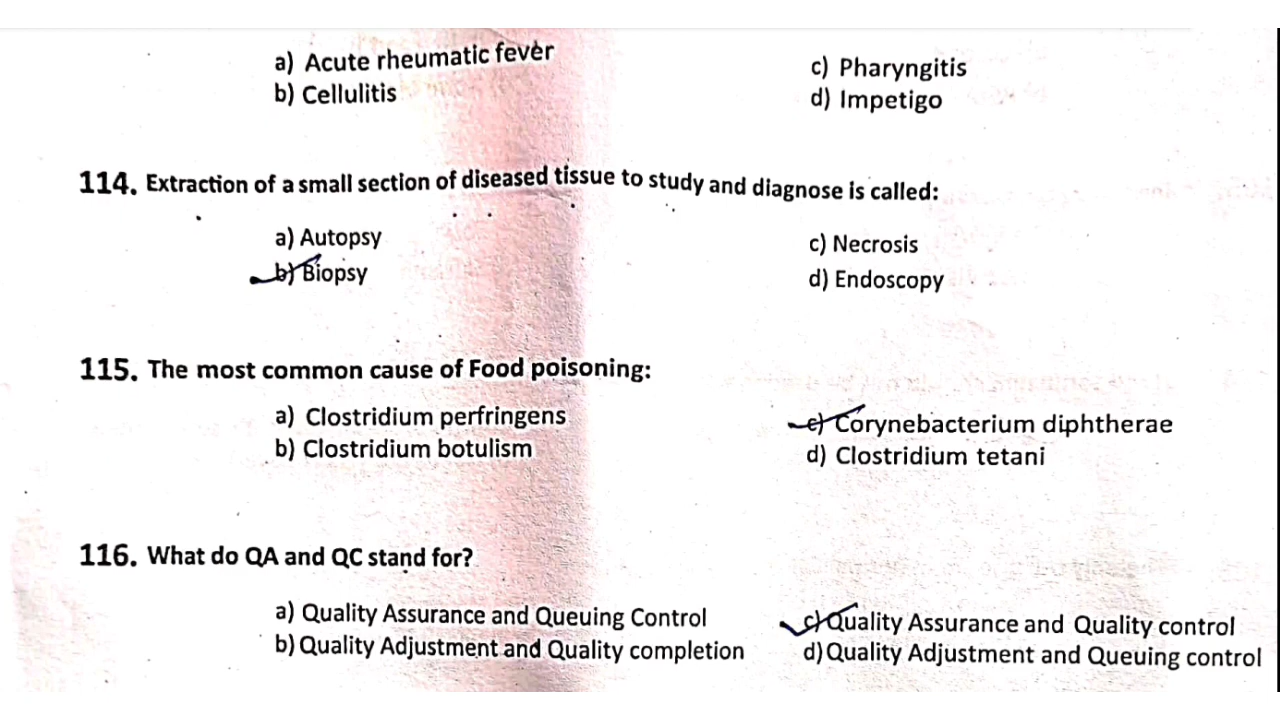 a) Acute rheumatic fever
b) Cellulitis
c) Pharyngitis
d) Impetigo
114. Extraction of a small section of diseased tissue to study and diagnose is called:
a) Autopsy
b) Biopsy
c) Necrosis
d) Endoscopy
115. The most common cause of Food poisoning:
a) Clostridium perfringens
b) Clostridium botulism
c) Corynebacterium diphtherae
d) Clostridium tetani
116. What do QA and QC stand for?
a) Quality Assurance and Queuing Control
b) Quality Adjustment and Quality completion
c) Quality Assurance and Quality control
d) Quality Adjustment and Queuing control